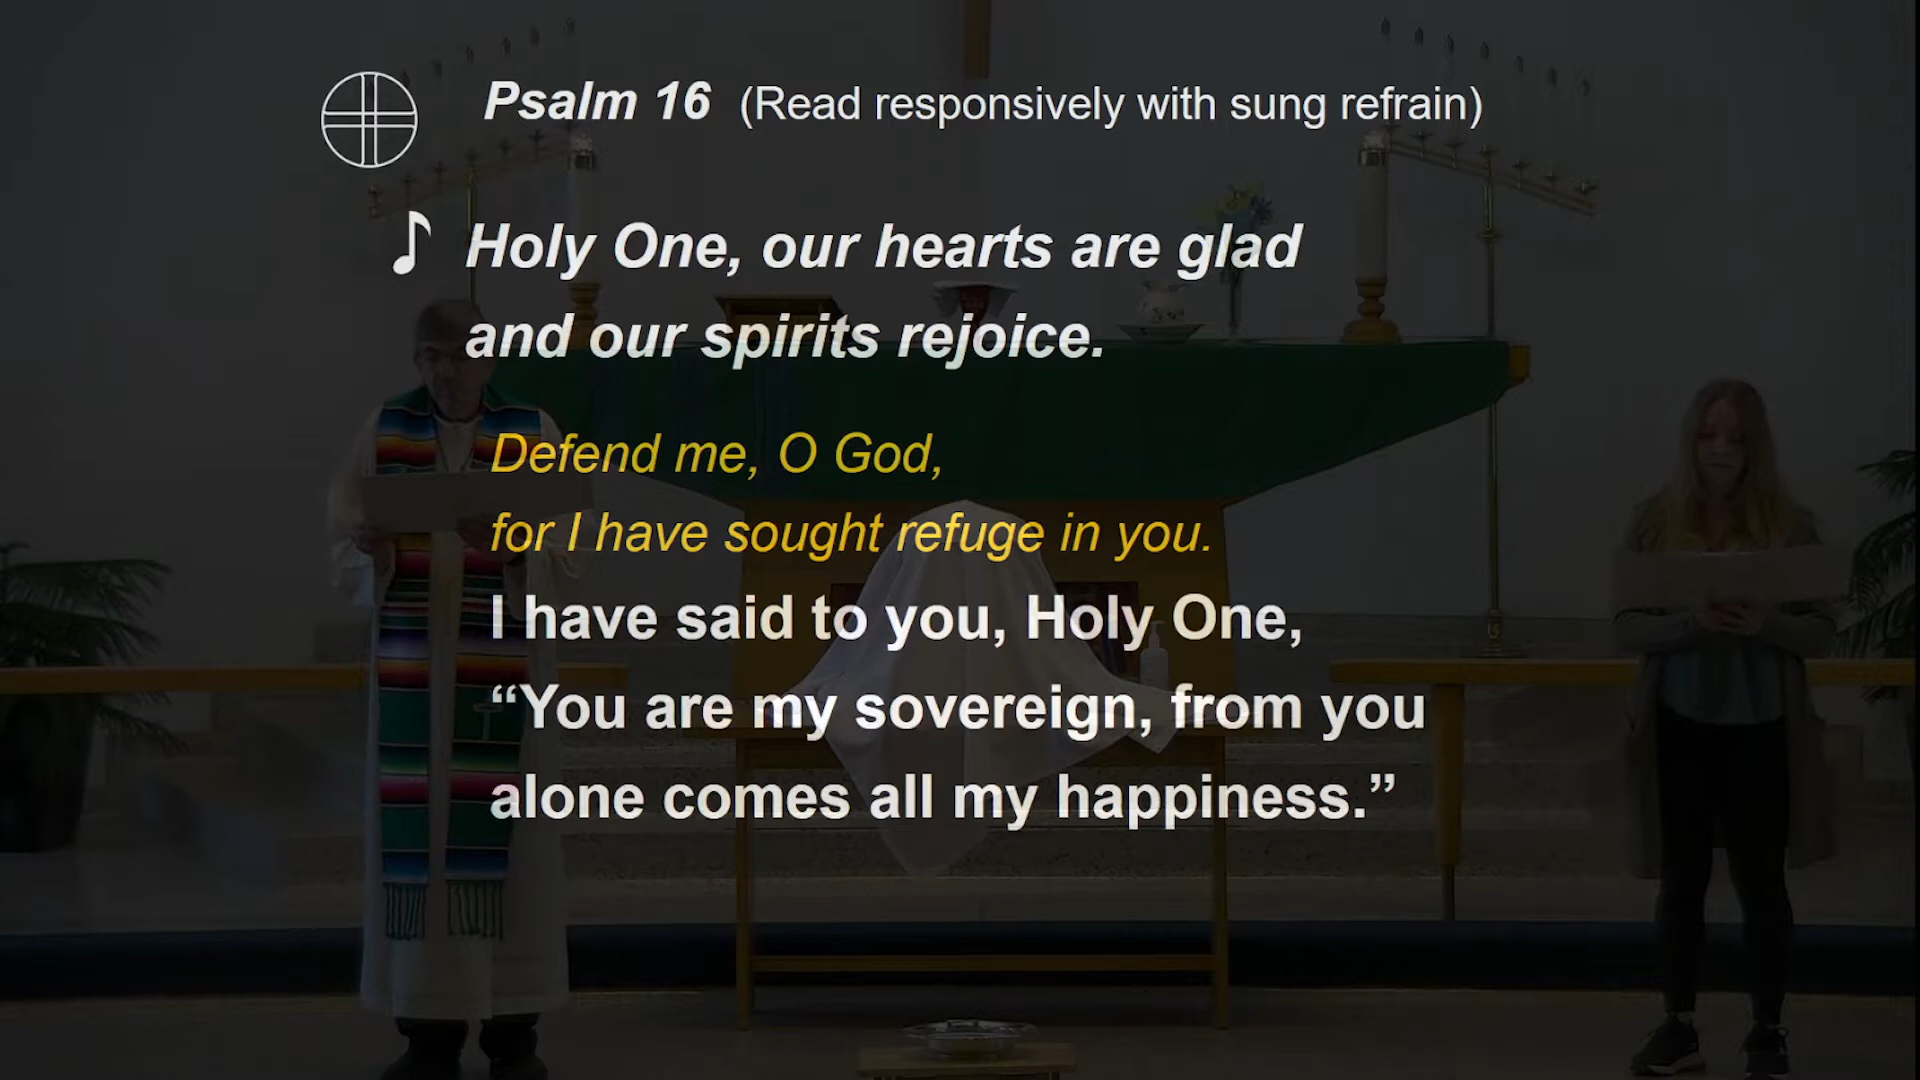 Psalm 16 (Read responsively with sung refrain)
Holy One, our hearts are glad
and our spirits rejoice.
Defend me, O God,
for I have sought refuge in you.
I have said to you, Holy One,
“You are my sovereign, from you
alone comes all my happiness.”